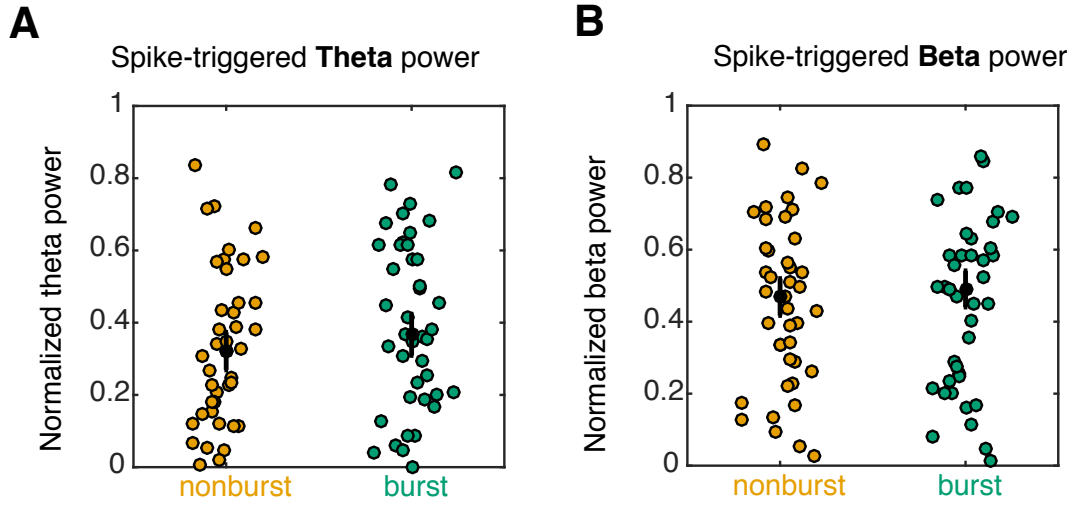 A
Spike-triggered Theta power
Normalized theta power
1
0.8
0.6
0.4
0.2
0
nonburst
burst
B
Spike-triggered Beta power
Normalized beta power
1
0.8
0.6
0.4
0.2
0
nonburst
burst